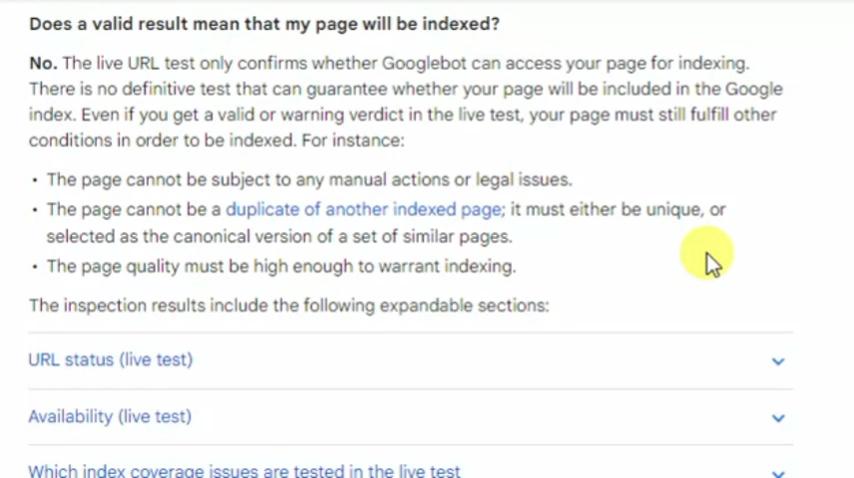 Does a valid result mean that my page will be indexed?
No. The live URL test only confirms whether Googlebot can access your page for indexing.
There is no definitive test that can guarantee whether your page will be included in the Google
index. Even if you get a valid or warning verdict in the live test, your page must still fulfill other
conditions in order to be indexed. For instance:
• The page cannot be subject to any manual actions or legal issues.
• The page cannot be a duplicate of another indexed page; it must either be unique, or
selected as the canonical version of a set of similar pages.
• The page quality must be high enough to warrant indexing.
The inspection results include the following expandable sections:
URL status (live test)
Availability (live test)
Which index coverage issues are tested in the live test